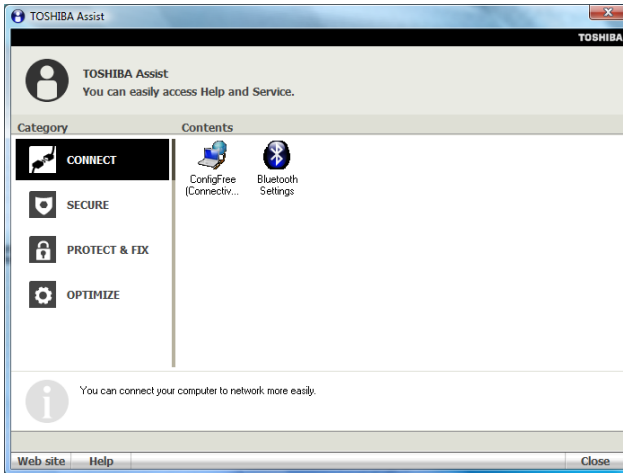 TOSHIBA Assist
TOSHIBA
TOSHIBA Assist
You can easily access Help and Service.
Category
Contents
CONNECT
SECURE
PROTECT & FIX
OPTIMIZE
ConfigFree
(Connectiv...
Bluetooth
Settings
You can connect your computer to network more easily.
Web site
Help
Close